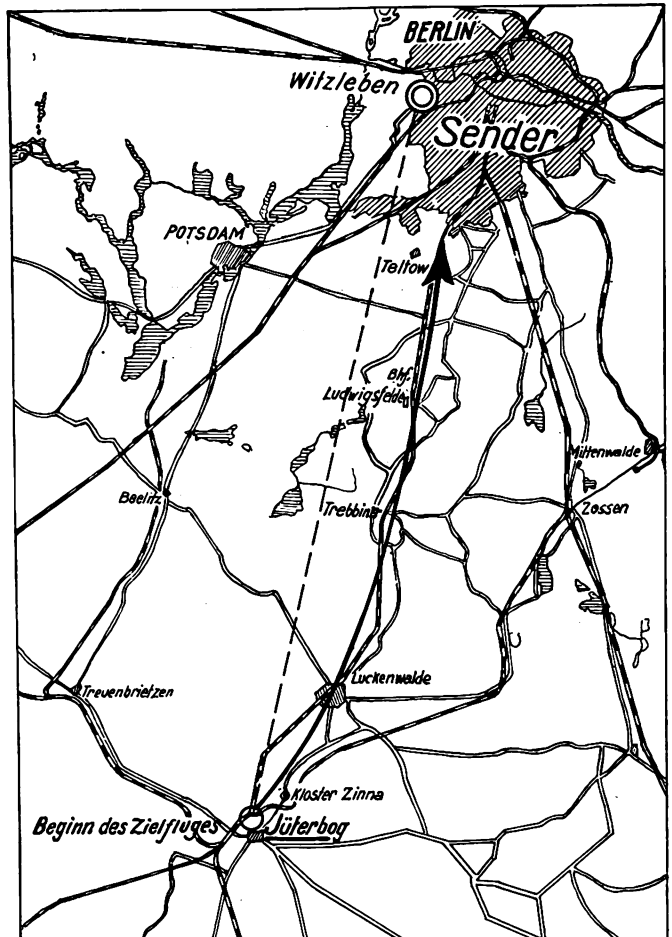 BERLIN
Witzleben
Sender
POTSDAM
Teltow
Bhf.
Ludwigsfelde
Mittenwalde
Beelitz
Trebbin
Zossen
Luckenwalde
Treuenbrietzen
Kloster Zinna
Beginn des Zielfluges
Jüterbog